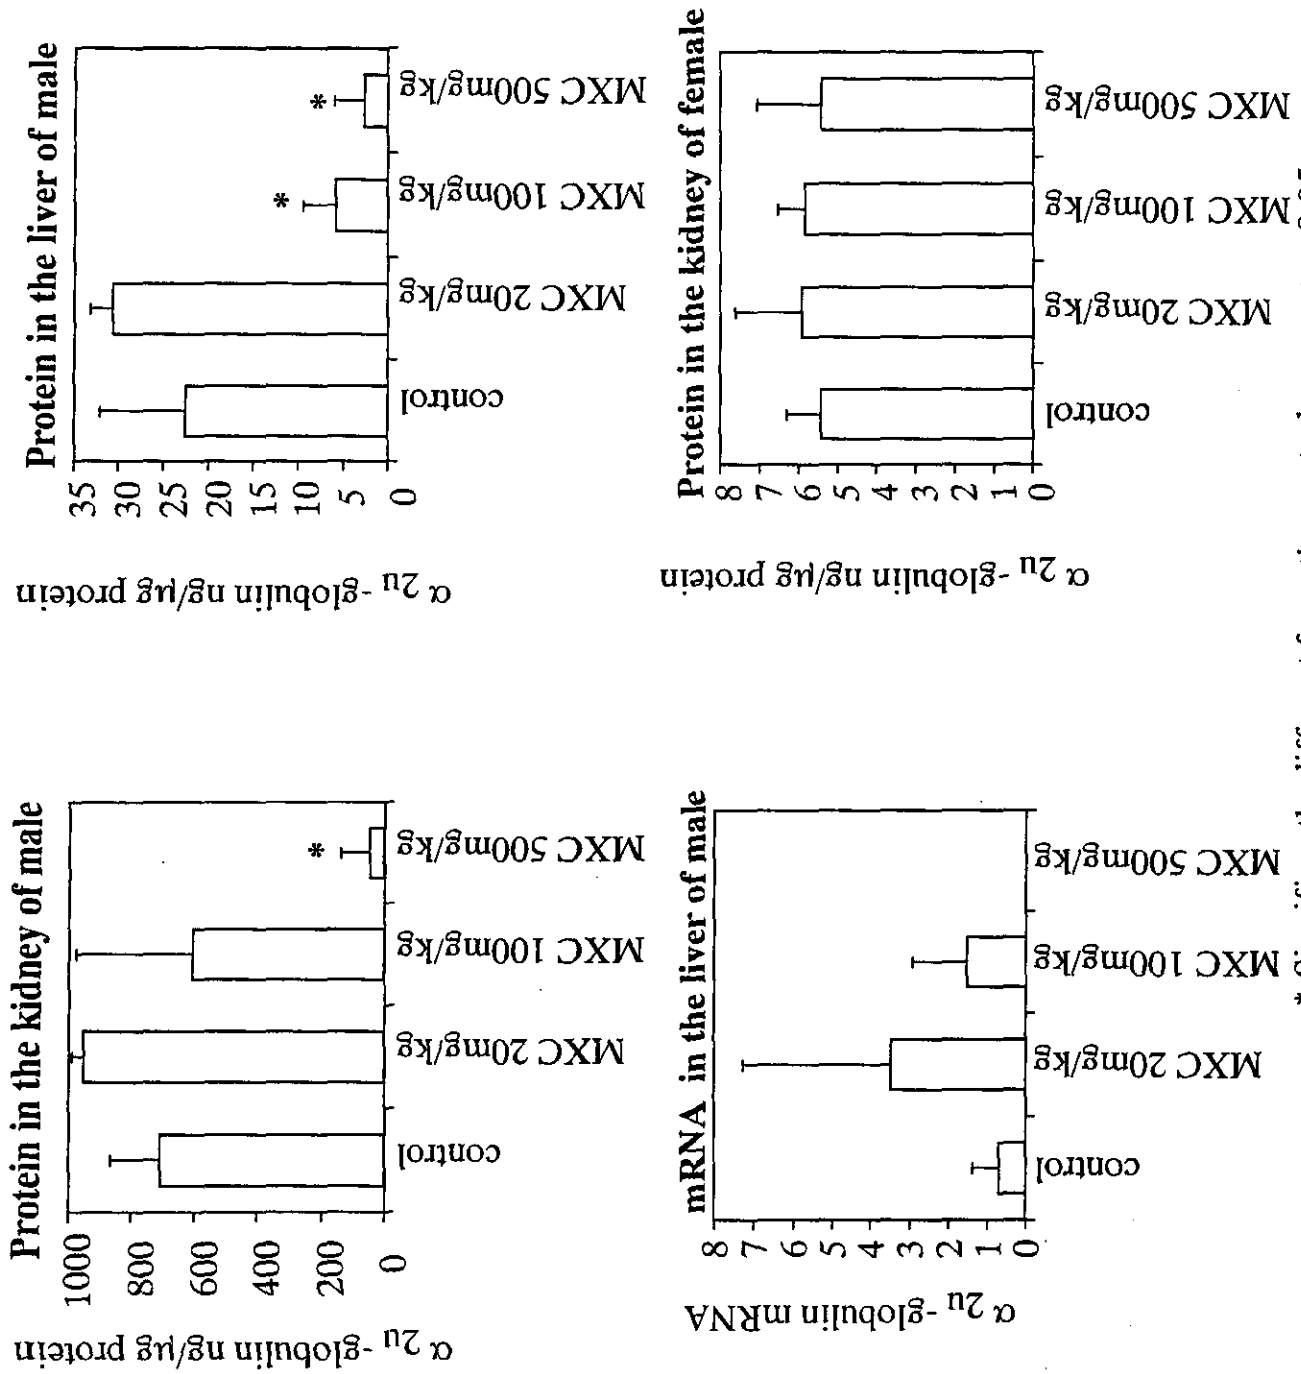 Protein in the kidney of male
α 2u -globulin ng/μg protein
1000
800
600
400
200
0
control
MXC 20mg/kg
MXC 100mg/kg
MXC 500mg/kg
*
Protein in the liver of male
α 2u -globulin ng/μg protein
35
30
25
20
15
10
5
0
control
MXC 20mg/kg
MXC 100mg/kg
MXC 500mg/kg
*
*
mRNA in the liver of male
α 2u -globulin mRNA
8
7
6
5
4
3
2
1
0
control
MXC 20mg/kg
MXC 100mg/kg
MXC 500mg/kg
Protein in the kidney of female
α 2u -globulin ng/μg protein
8
7
6
5
4
3
2
1
0
control
MXC 20mg/kg
MXC 100mg/kg
MXC 500mg/kg